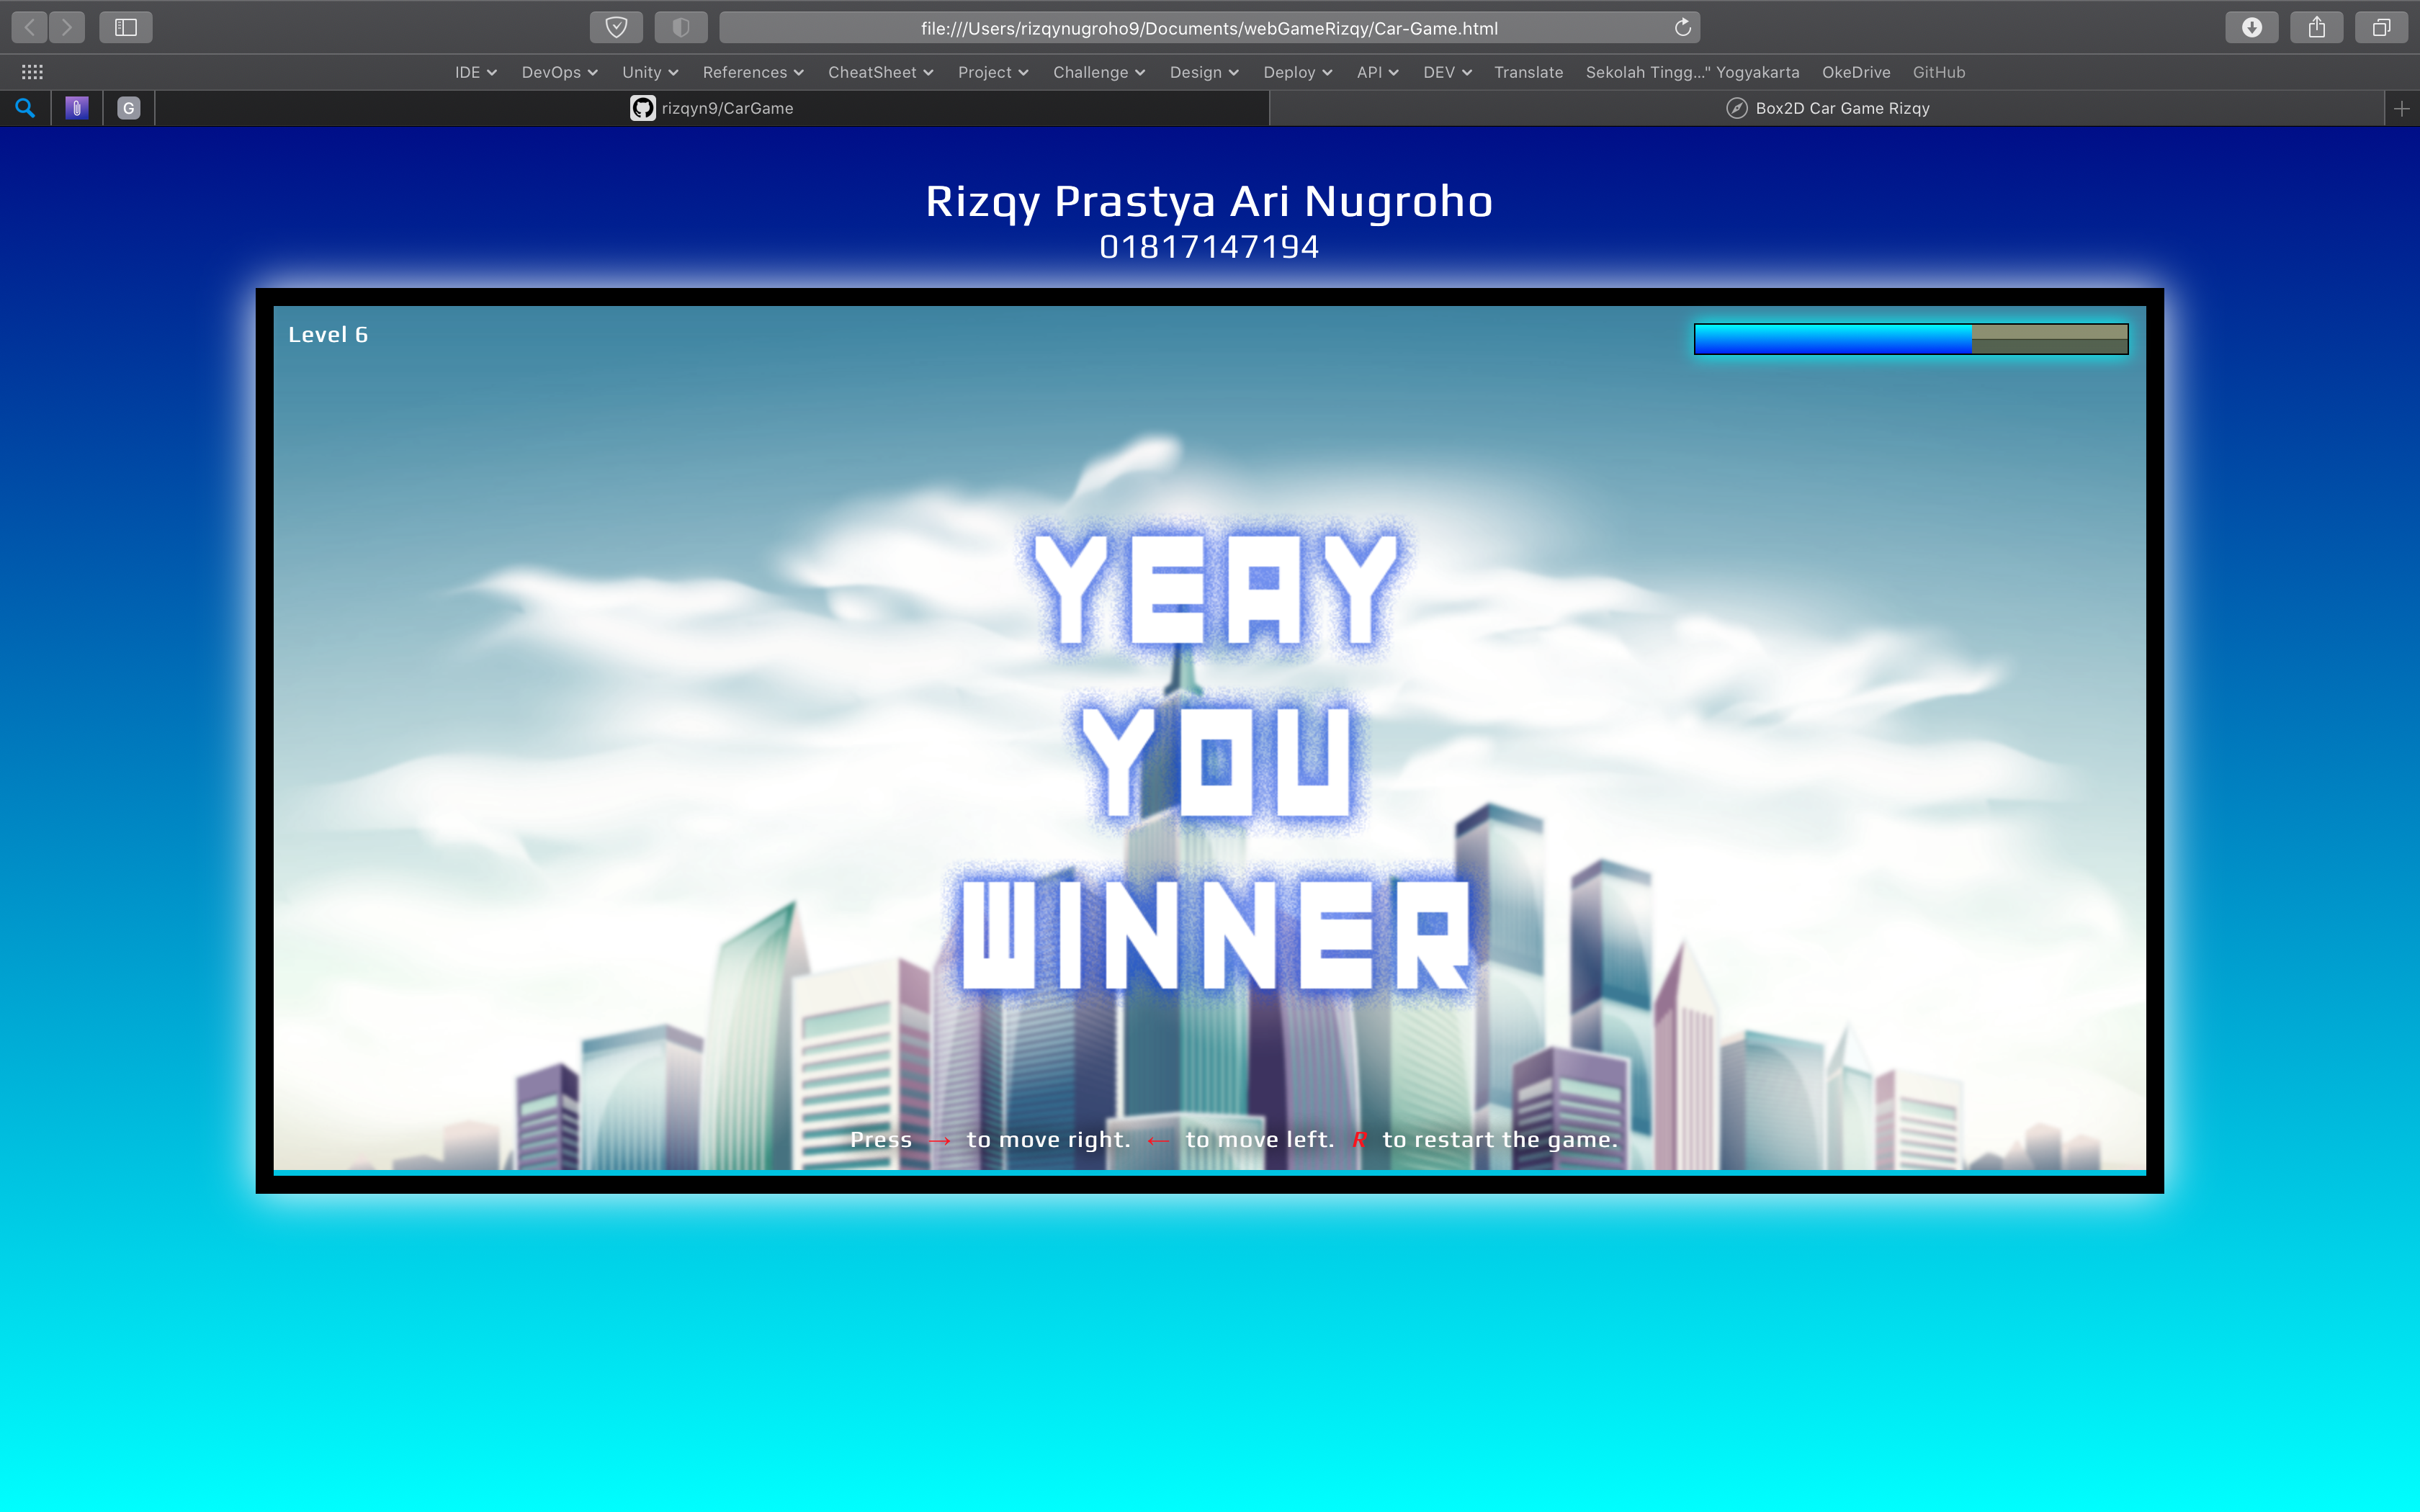 file:///Users/rizqynugroho9/Documents/webGameRizqy/Car-Game.html
IDE DevOps Unity References CheatSheet Project Challenge Design Deploy API DEV Translate Sekolah Tingg..." Yogyakarta OkeDrive GitHub
G rizqyn9/CarGame Box2D Car Game Rizqy
Rizqy Prastya Ari Nugroho
01817147194
Level 6
YEAY
YOU
WINNER
Press → to move right. ← to move left. R to restart the game.